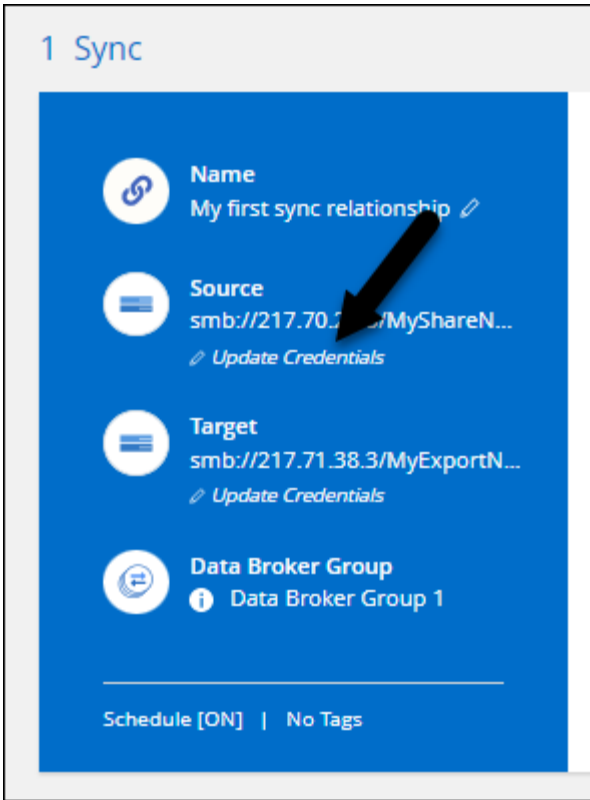 1 Sync
Name
My first sync relationship
Source
smb://217.70.2 /MyShareN...
Update Credentials
Target
smb://217.71.38.3/MyExportN...
Update Credentials
Data Broker Group
Data Broker Group 1
Schedule [ON] | No Tags